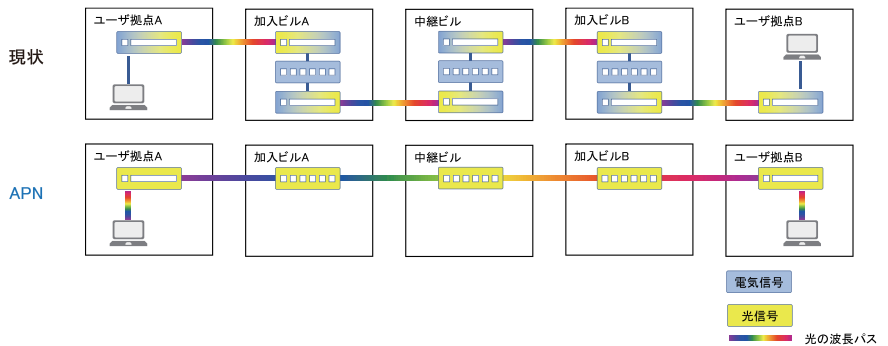 ユーザ拠点A
加入ビルA
中継ビル
加入ビルB
ユーザ拠点B
現状
ユーザ拠点A
加入ビルA
中継ビル
加入ビルB
ユーザ拠点B
APN
電気信号
光信号
光の波長パス